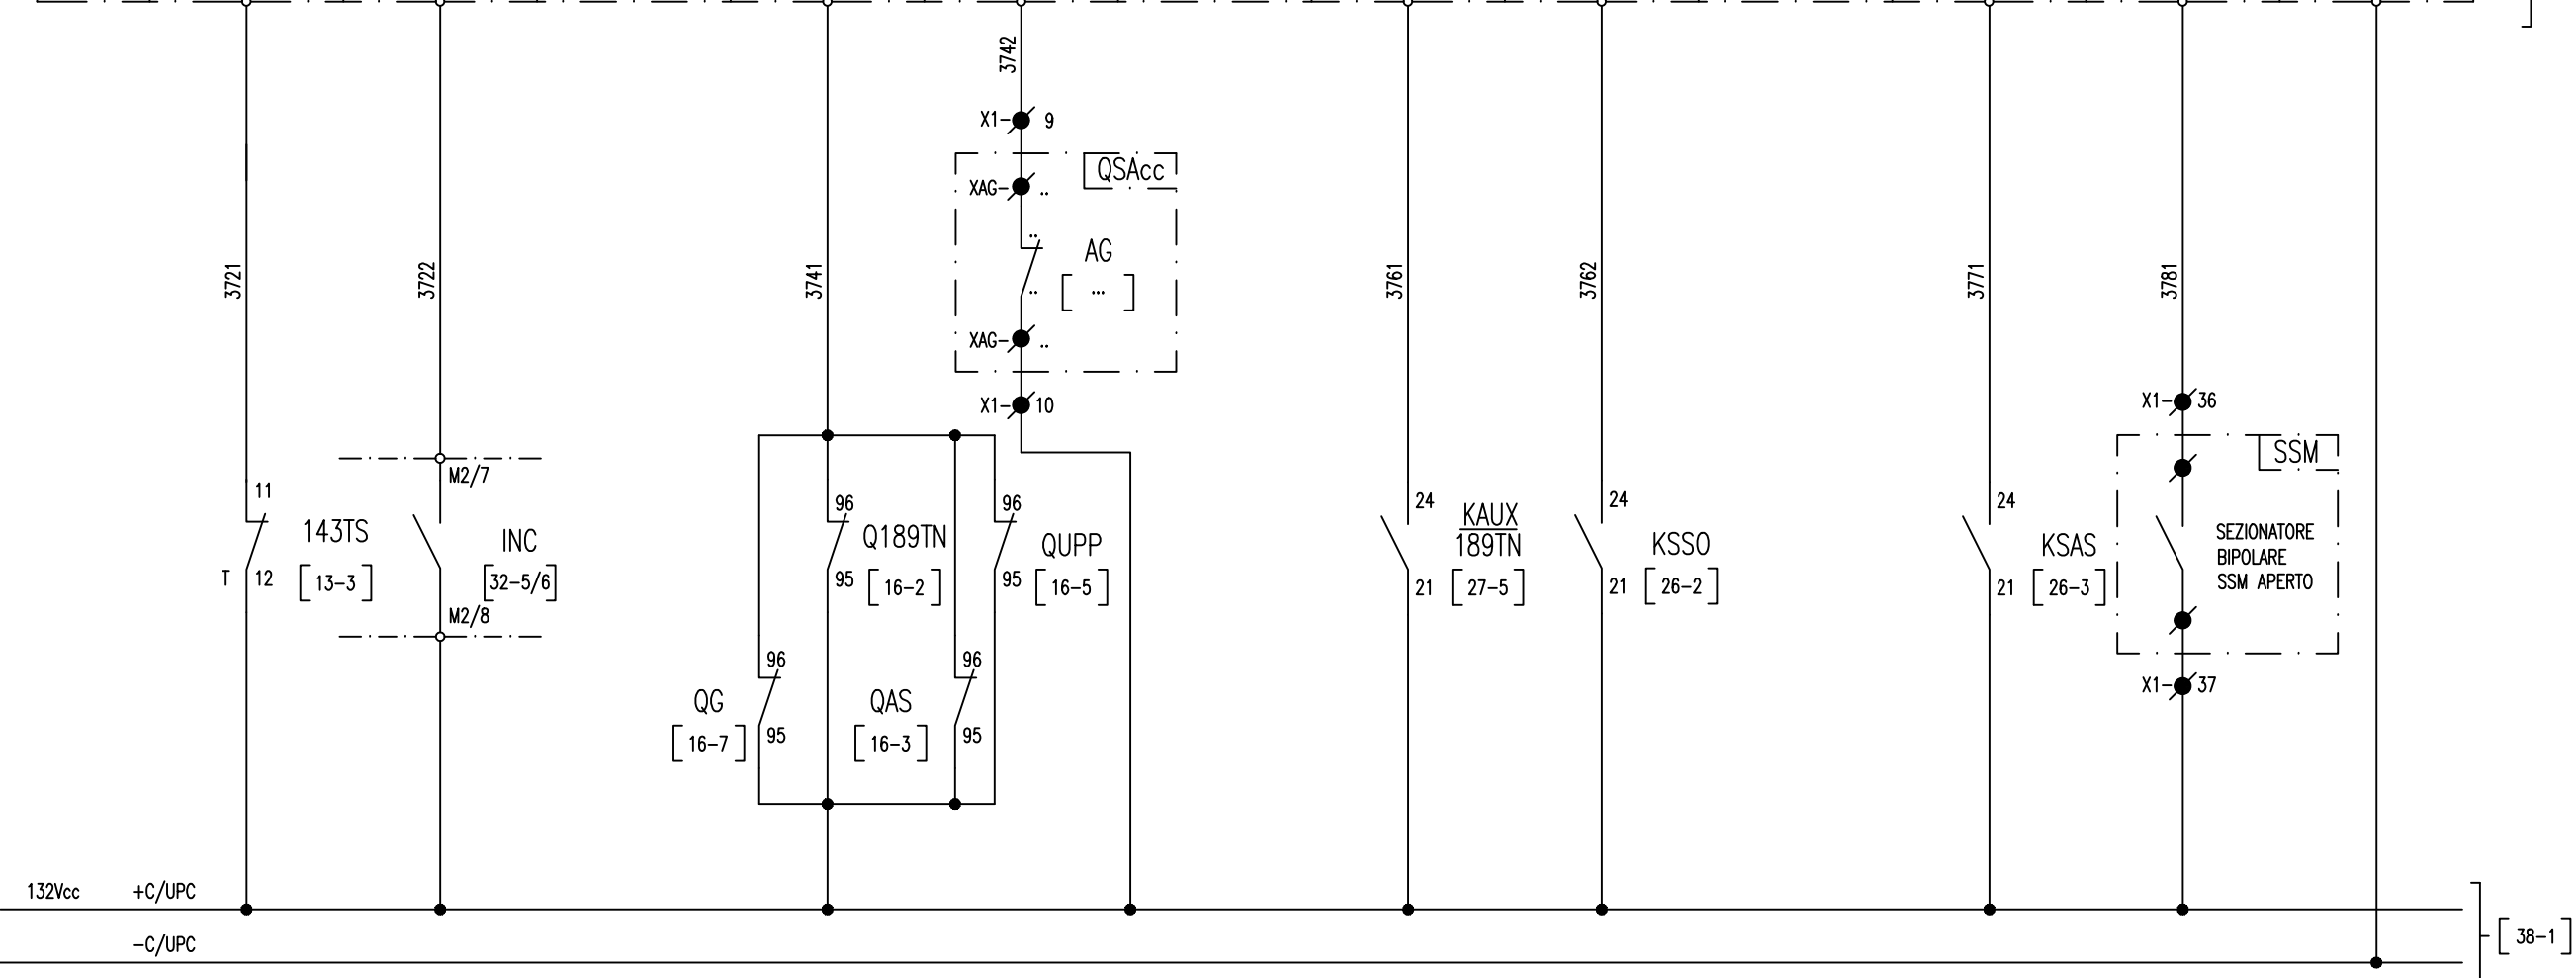 3742
X1- 9
QSAcc
XAG- ..
3721
3722
3741
..
AG
.. [ ... ]
3761
3762
3771
3781
XAG- ..
X1- 10
X1- 36
SSM
M2/7
11
143TS
T 12 [13-3]
INC
[32-5/6]
M2/8
96
Q189TN
95 [16-2]
96
QUPP
95 [16-5]
24
KAUX
189TN
21 [27-5]
24
KSSO
21 [26-2]
24
KSAS
21 [26-3]
SEZIONATORE
BIPOLARE
SSM APERTO
96
QG
[16-7] 95
96
QAS
[16-3] 95
X1- 37
132Vcc +C/UPC
-C/UPC
[38-1]